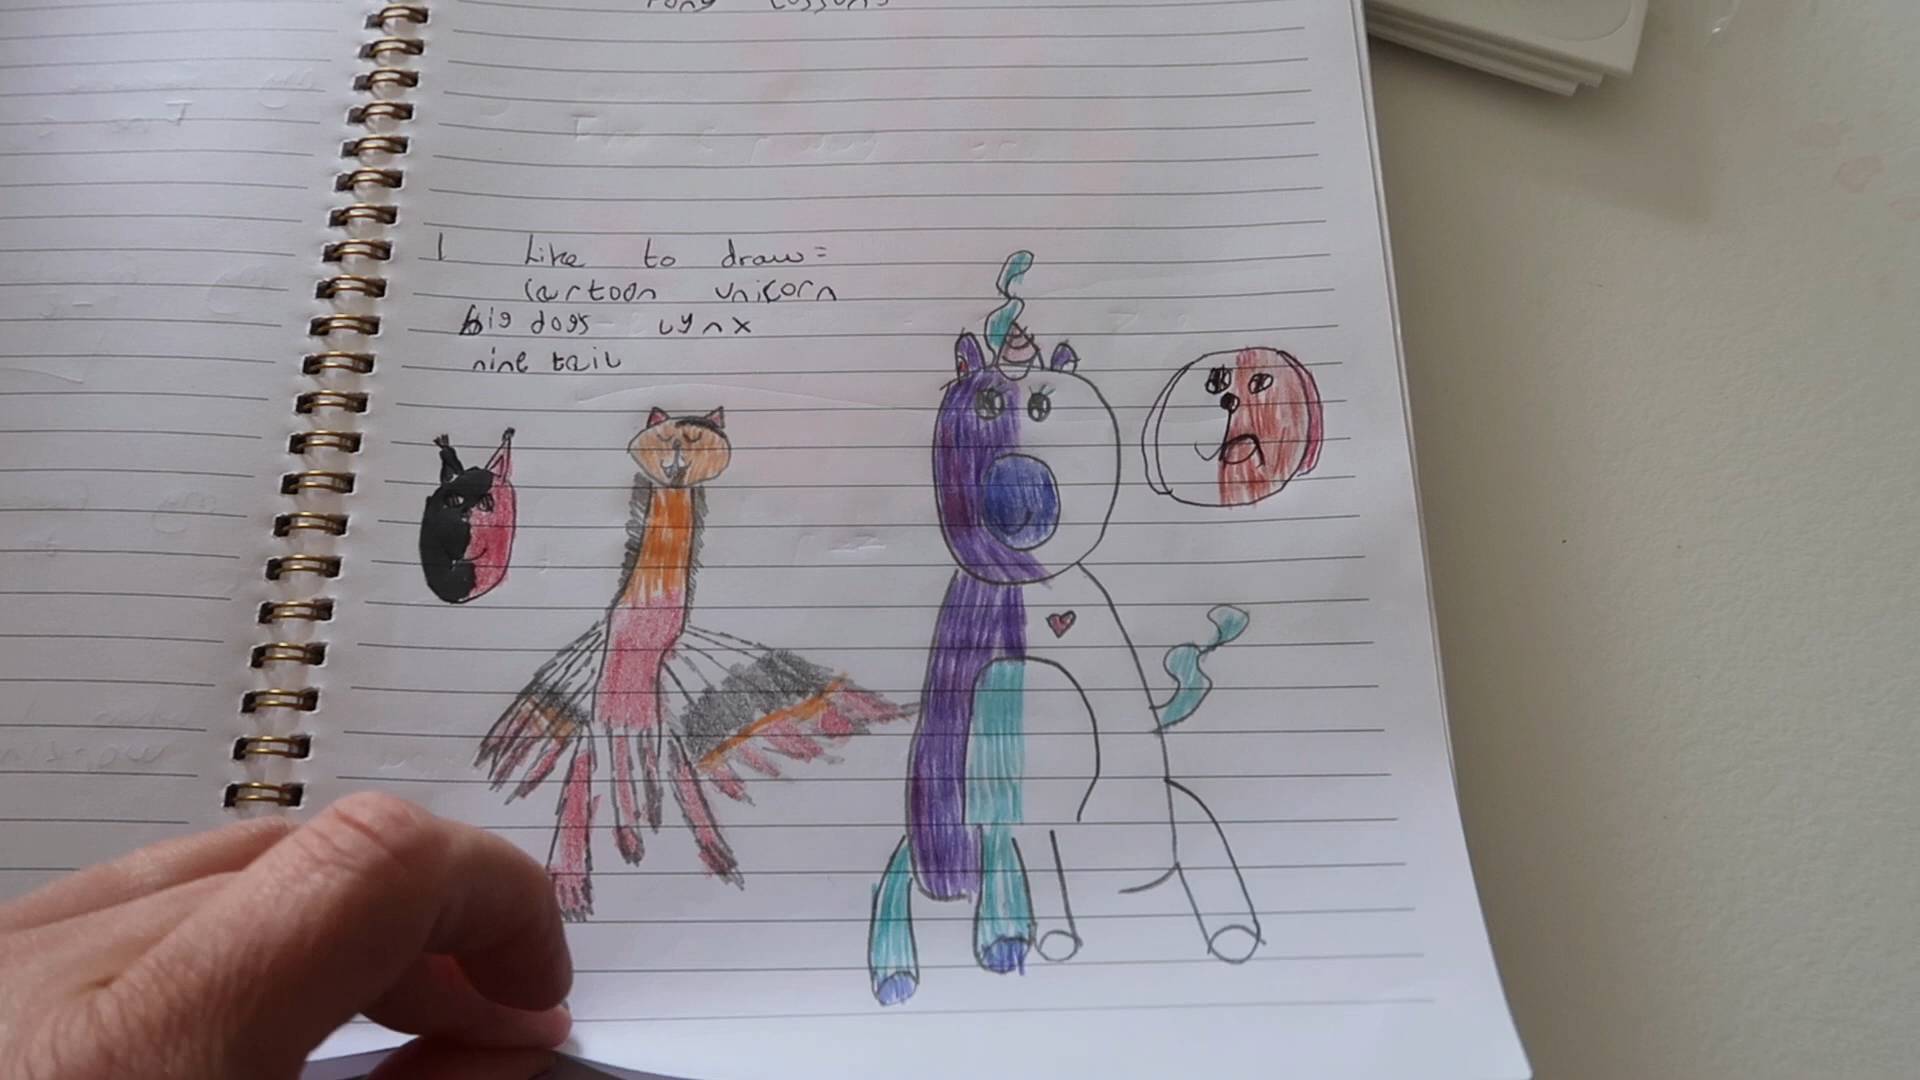 I Like to draw=
cartoon unicorn
big dogs Lynx
nine tail